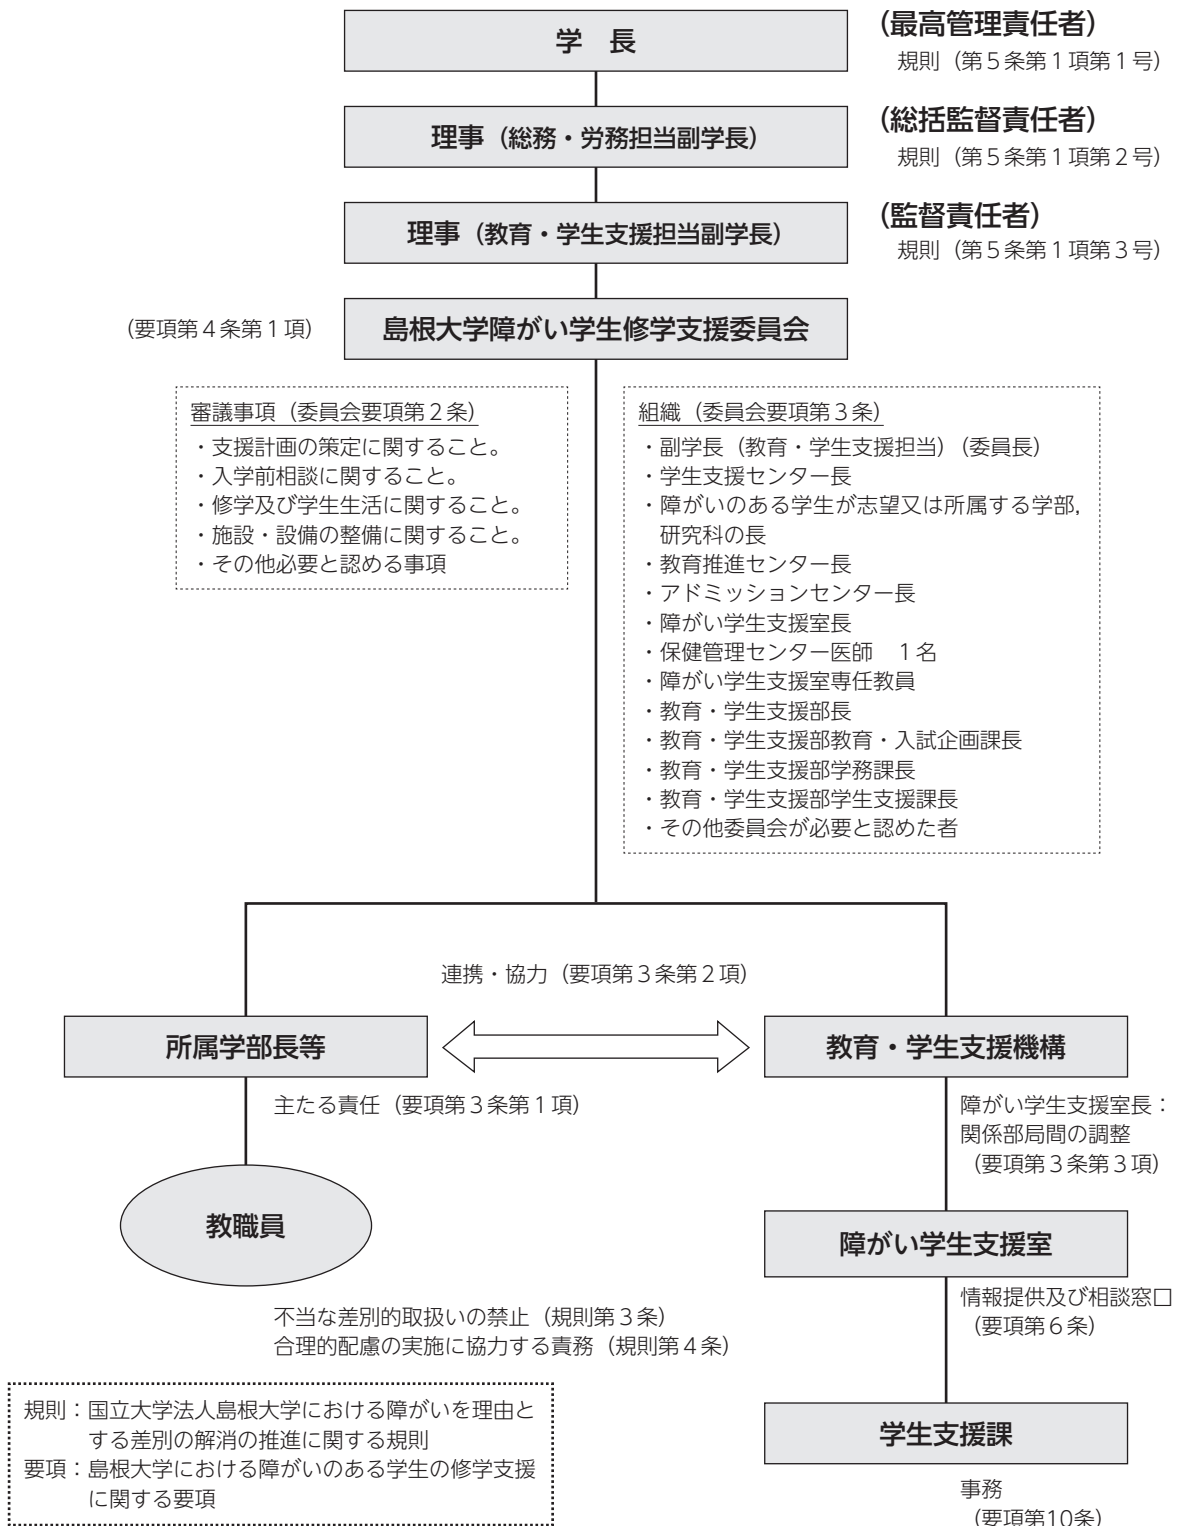 学　長
(最高管理責任者)
規則（第５条第１項第１号）
理事（総務・労務担当副学長）
(総括監督責任者)
規則（第５条第１項第２号）
理事（教育・学生支援担当副学長）
(監督責任者)
規則（第５条第１項第３号）
（要項第４条第１項）
島根大学障がい学生修学支援委員会
審議事項（委員会要項第２条）
・支援計画の策定に関すること。
・入学前相談に関すること。
・修学及び学生生活に関すること。
・施設・設備の整備に関すること。
・その他必要と認める事項
組織（委員会要項第３条）
・副学長（教育・学生支援担当）（委員長）
・学生支援センター長
・障がいのある学生が志望又は所属する学部，
研究科の長
・教育推進センター長
・アドミッションセンター長
・障がい学生支援室長
・保健管理センター医師　１名
・障がい学生支援室専任教員
・教育・学生支援部長
・教育・学生支援部教育・入試企画課長
・教育・学生支援部学務課長
・教育・学生支援部学生支援課長
・その他委員会が必要と認めた者
連携・協力（要項第３条第２項）
所属学部長等
教育・学生支援機構
主たる責任（要項第３条第１項）
障がい学生支援室長：
関係部局間の調整
（要項第３条第３項）
教職員
障がい学生支援室
不当な差別的取扱いの禁止（規則第３条）
合理的配慮の実施に協力する責務（規則第４条）
情報提供及び相談窓口
（要項第６条）
規則：国立大学法人島根大学における障がいを理由と
する差別の解消の推進に関する規則
要項：島根大学における障がいのある学生の修学支援
に関する要項
学生支援課
事務
（要項第10条）